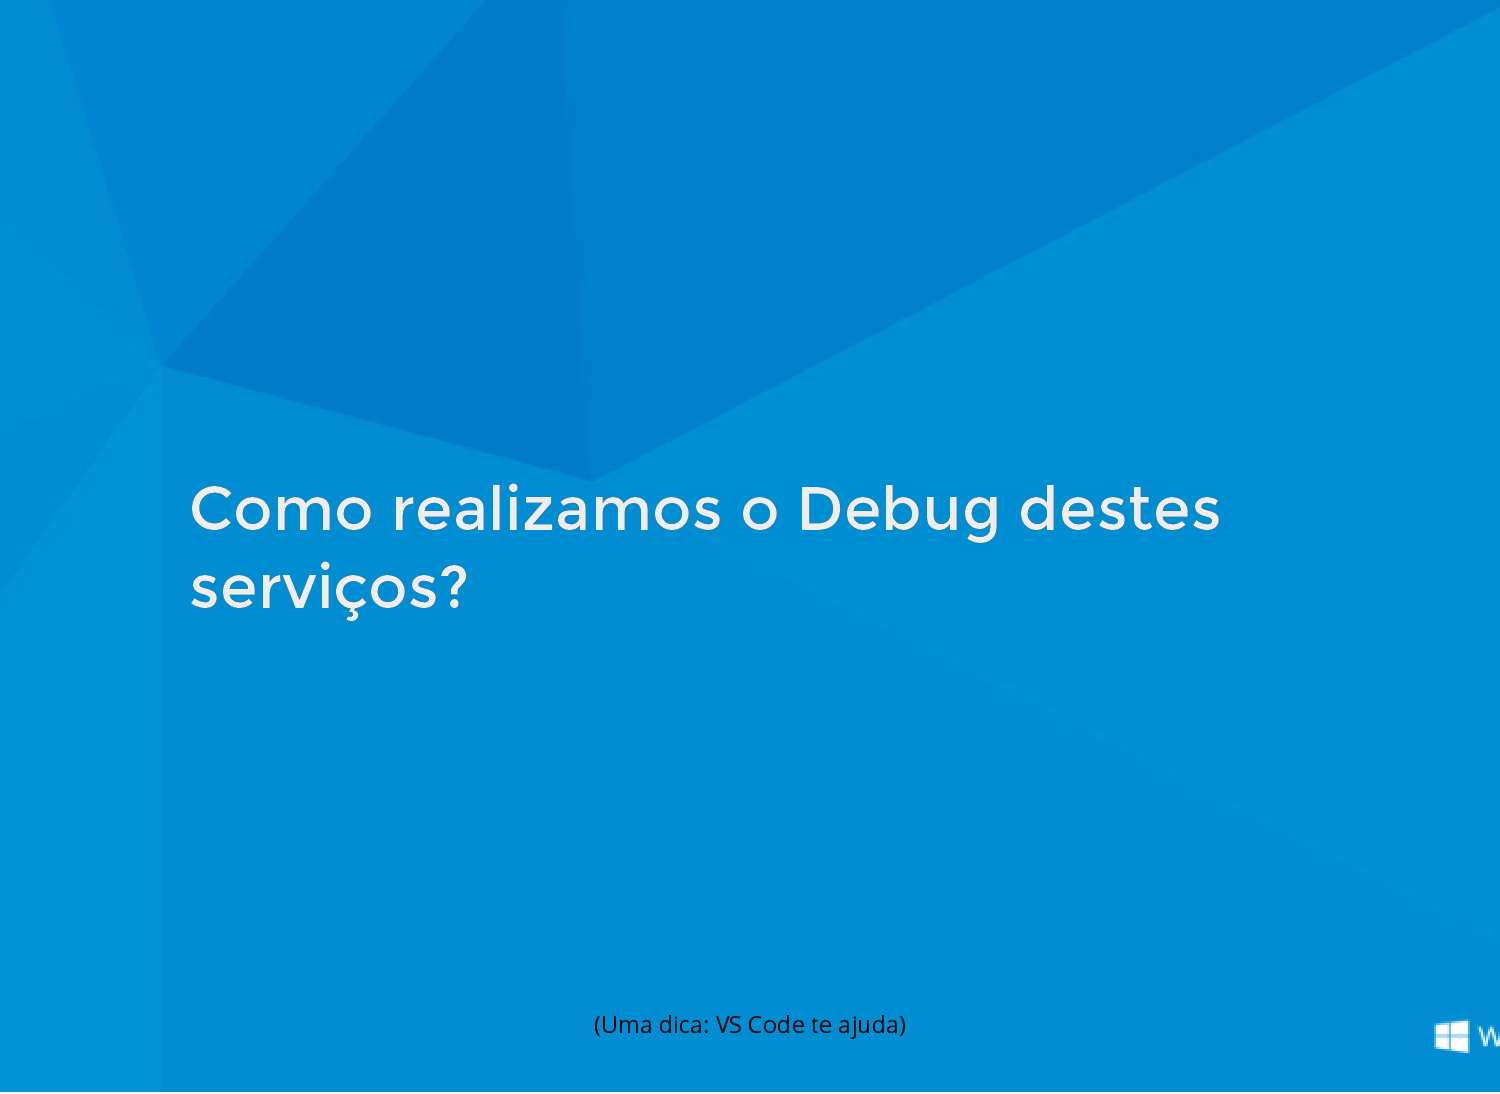 Como realizamos o Debug destes
serviços?
(Uma dica: VS Code te ajuda)